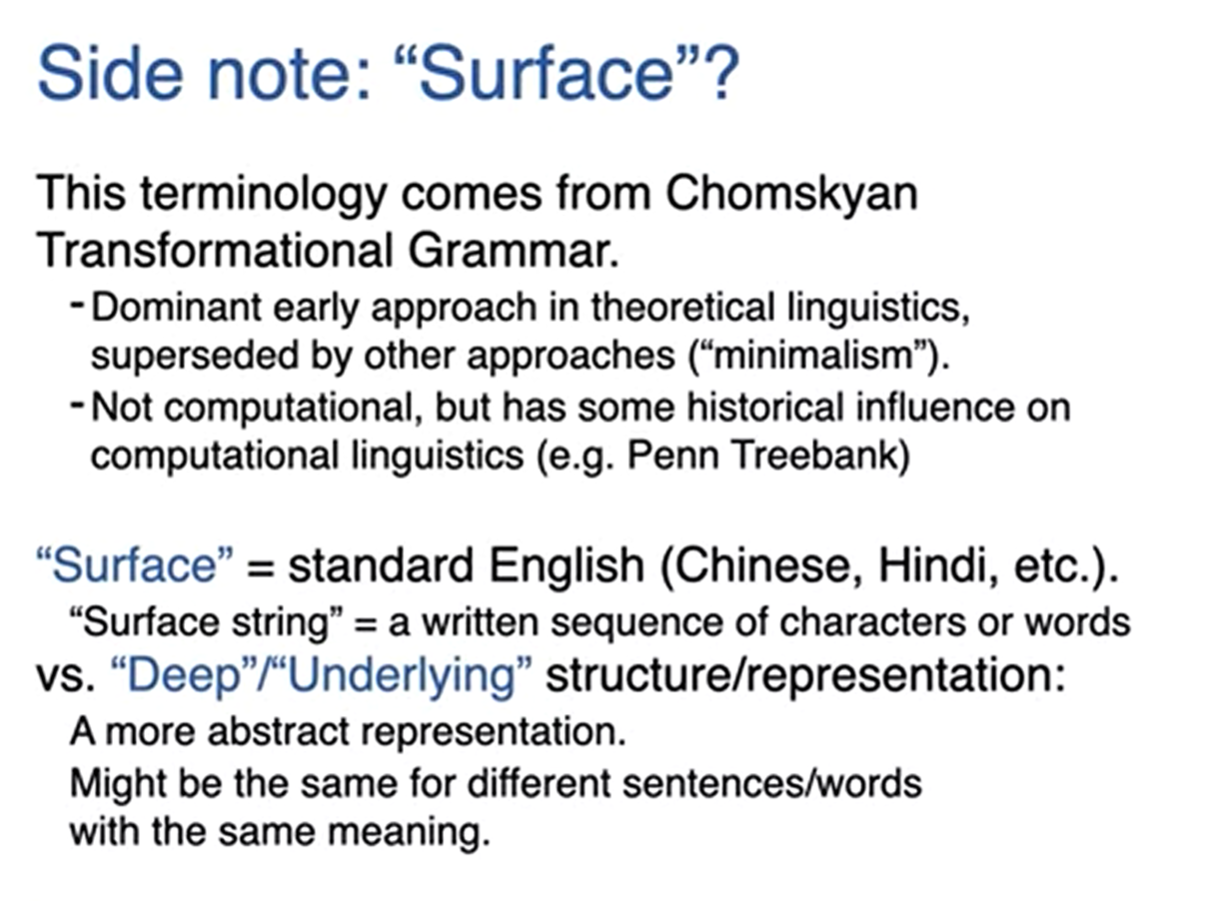 Side note: “Surface”?
This terminology comes from Chomskyan
Transformational Grammar.
- Dominant early approach in theoretical linguistics,
superseded by other approaches (“minimalism”).
- Not computational, but has some historical influence on
computational linguistics (e.g. Penn Treebank)
“Surface” = standard English (Chinese, Hindi, etc.).
“Surface string” = a written sequence of characters or words
vs. “Deep”/“Underlying” structure/representation:
A more abstract representation.
Might be the same for different sentences/words
with the same meaning.